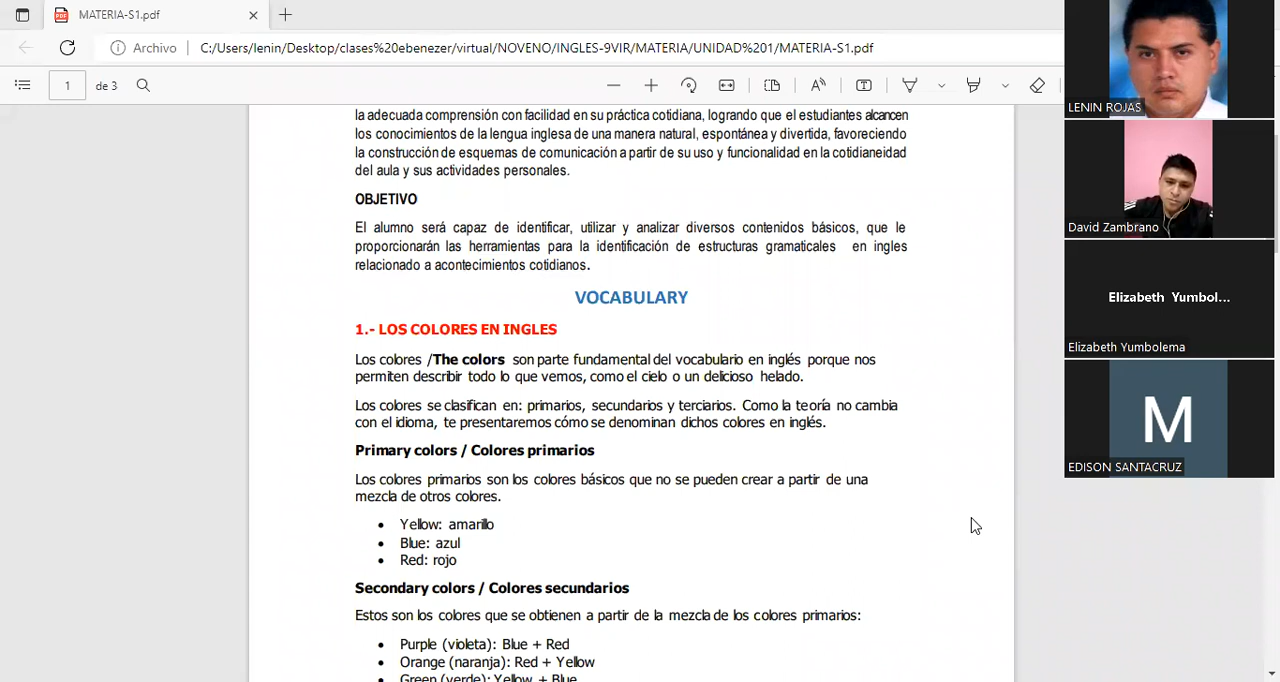 MATERIA-S1.pdf
Archivo
C:/Users/lenin/Desktop/clases%20ebenezer/virtual/NOVENO/INGLES-9VIR/MATERIA/UNIDAD%201/MATERIA-S1.pdf
1 de 3
la adecuada comprensión con facilidad en su práctica cotidiana, logrando que el estudiantes alcancen
los conocimientos de la lengua inglesa de una manera natural, espontánea y divertida, favoreciendo
la construcción de esquemas de comunicación a partir de su uso y funcionalidad en la cotidianeidad
del aula y sus actividades personales.
OBJETIVO
El alumno será capaz de identificar, utilizar y analizar diversos contenidos básicos, que le
proporcionarán las herramientas para la identificación de estructuras gramaticales en ingles
relacionado a acontecimientos cotidianos.
VOCABULARY
1.- LOS COLORES EN INGLES
Los colores /The colors son parte fundamental del vocabulario en inglés porque nos
permiten describir todo lo que vemos, como el cielo o un delicioso helado.
Los colores se clasifican en: primarios, secundarios y terciarios. Como la teoría no cambia
con el idioma, te presentaremos cómo se denominan dichos colores en inglés.
Primary colors / Colores primarios
Los colores primarios son los colores básicos que no se pueden crear a partir de una
mezcla de otros colores.
• Yellow: amarillo
• Blue: azul
• Red: rojo
Secondary colors / Colores secundarios
Estos son los colores que se obtienen a partir de la mezcla de los colores primarios:
• Purple (violeta): Blue + Red
• Orange (naranja): Red + Yellow
• Green (verde): Yellow + Blue
LENIN ROJAS
David Zambrano
Elizabeth Yumbol...
Elizabeth Yumbolema
M
EDISON SANTACRUZ